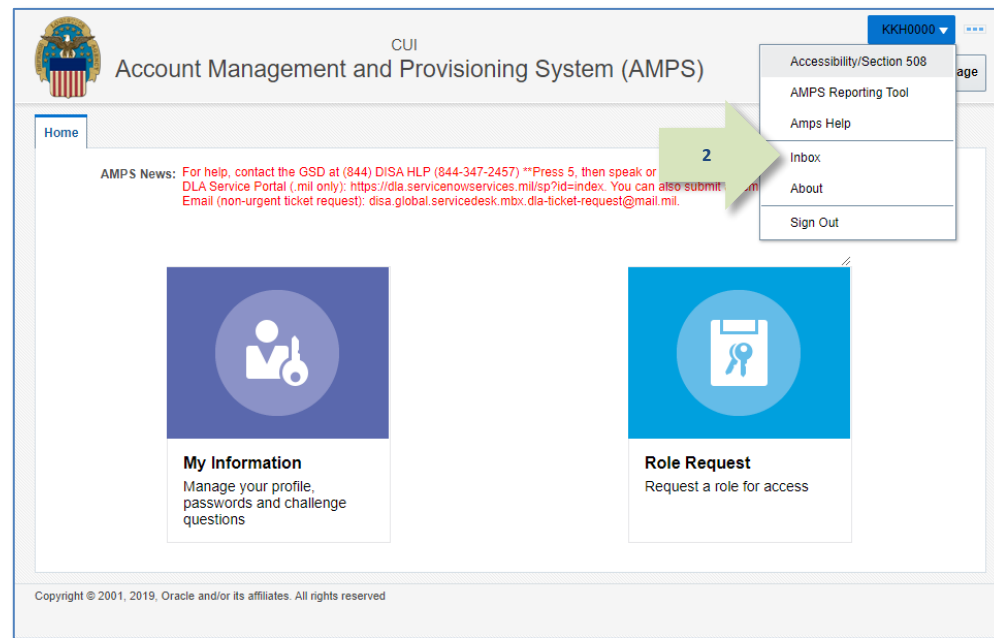 CUI
Account Management and Provisioning System (AMPS)
KKH0000
age
Accessibility/Section 508
AMPS Reporting Tool
Amps Help
Inbox
About
Sign Out
2
Home
AMPS News: For help, contact the GSD at (844) DISA HLP (844-347-2457) **Press 5, then speak or
DLA Service Portal (.mil only): https://dla.servicenowservices.mil/sp?id=index. You can also submit
Email (non-urgent ticket request): disa.global.servicedesk.mbx.dla-ticket-request@mail.mil.
My Information
Manage your profile,
passwords and challenge
questions
Role Request
Request a role for access
Copyright © 2001, 2019, Oracle and/or its affiliates. All rights reserved